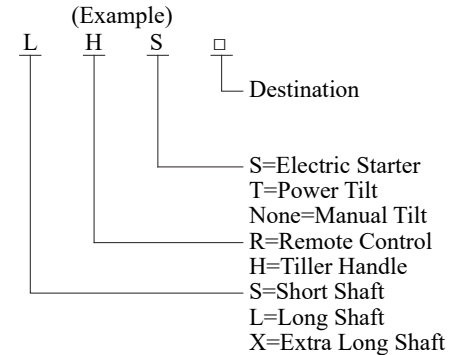 (Example)
L H S □
Destination
S=Electric Starter
T=Power Tilt
None=Manual Tilt
R=Remote Control
H=Tiller Handle
S=Short Shaft
L=Long Shaft
X=Extra Long Shaft